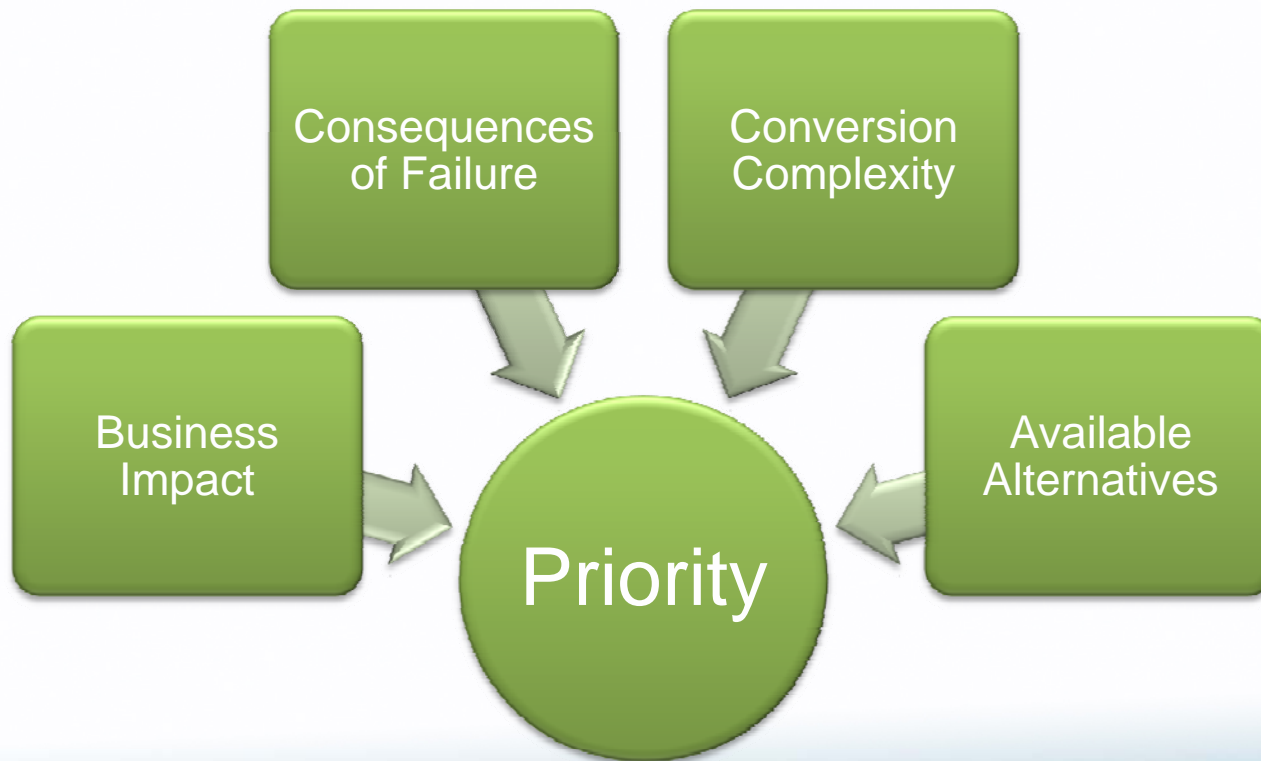 Consequences
of Failure
Conversion
Complexity
Business
Impact
Available
Alternatives
Priority